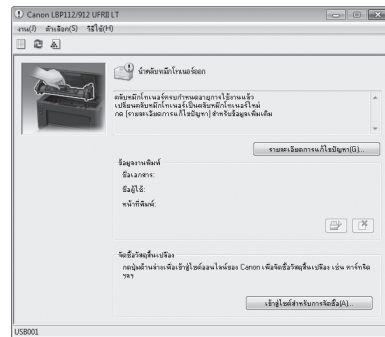 Canon LBP112/912 UFRII LT
งาน(J) ตัวเลือก(S) วิธีใช้(H)
นำตลับหมึกโทนเนอร์ออก
ตลับหมึกโทนเนอร์ครบกำหนดอายุการใช้งานแล้ว
เปลี่ยนตลับหมึกโทนเนอร์เป็นตลับหมึกโทนเนอร์ใหม่
กด [รายละเอียดการแก้ไขปัญหา] สำหรับข้อมูลเพิ่มเติม
รายละเอียดการแก้ไขปัญหา(G)...
ข้อมูลงานพิมพ์
ชื่อเอกสาร:
ชื่อผู้ใช้:
หน้าที่พิมพ์:
จัดซื้อวัสดุสิ้นเปลือง
กดปุ่มด้านล่างเพื่อเข้าสู่ไซต์ออนไลน์ของ Canon เพื่อจัดซื้อวัสดุสิ้นเปลือง เช่น คาร์ทริดจ์
ฯลฯ
เข้าสู่ไซต์สำหรับการจัดซื้อ(A)...
USB001